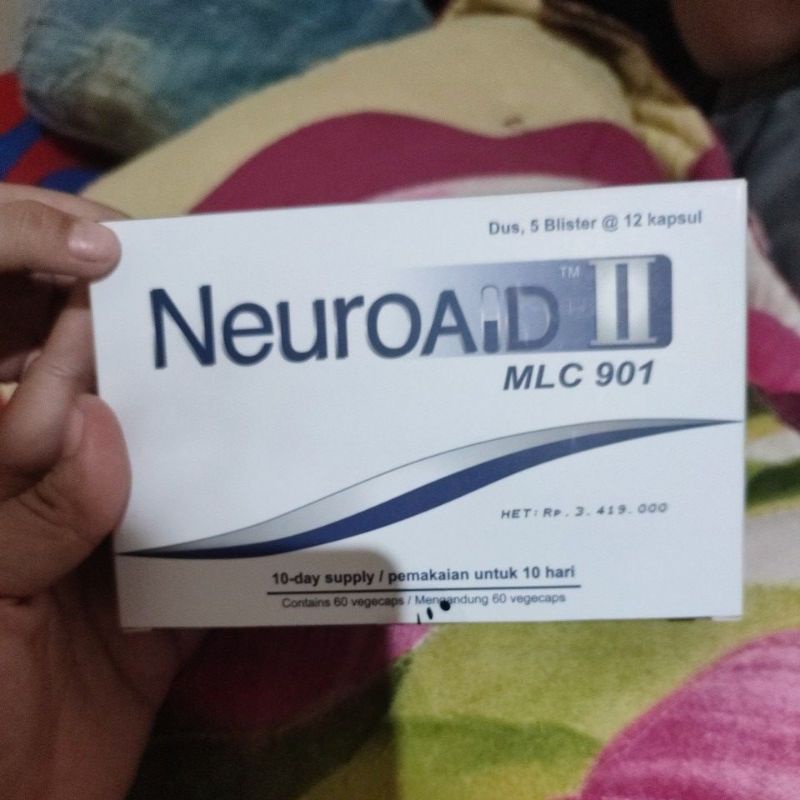 Dus, 5 Blister @ 12 kapsul
NeuroAiD™ II
MLC 901
HET: Rp. 3.419.000
10-day supply / pemakaian untuk 10 hari
Contains 60 vegecaps / Mengandung 60 vegecaps